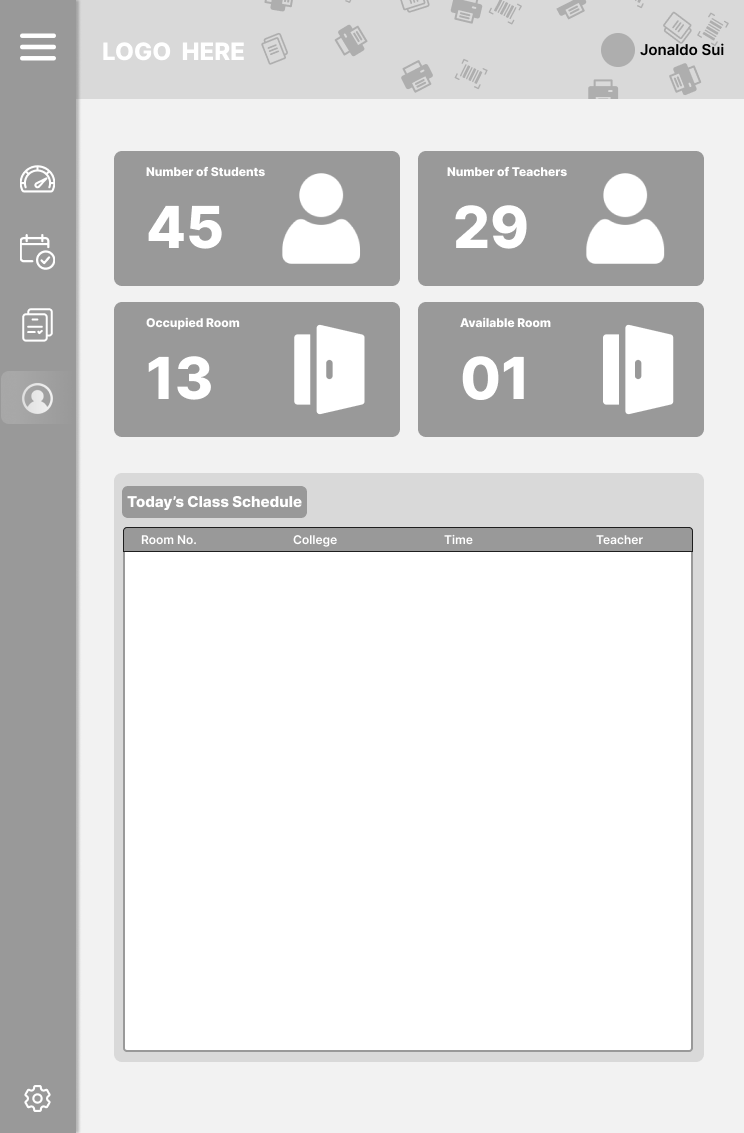 LOGO HERE
Jonaldo Sui
Number of Students
45
Number of Teachers
29
Occupied Room
13
Available Room
01
Today's Class Schedule
Room No. College Time Teacher